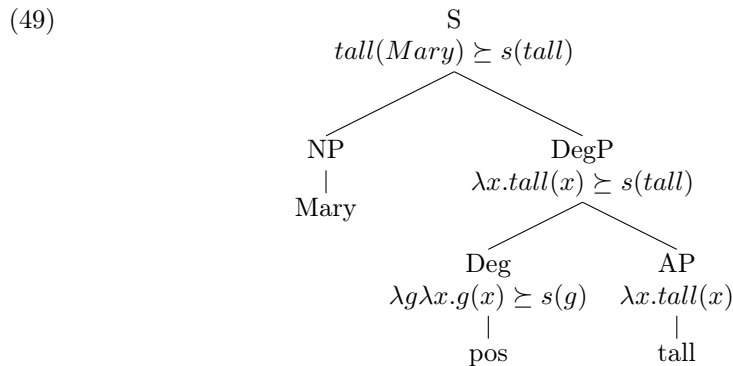 (49)
S
tall(Mary) ⪰ s(tall)
NP DegP
λx.tall(x) ⪰ s(tall)
Mary
Deg AP
λgλx.g(x) ⪰ s(g) λx.tall(x)
pos tall